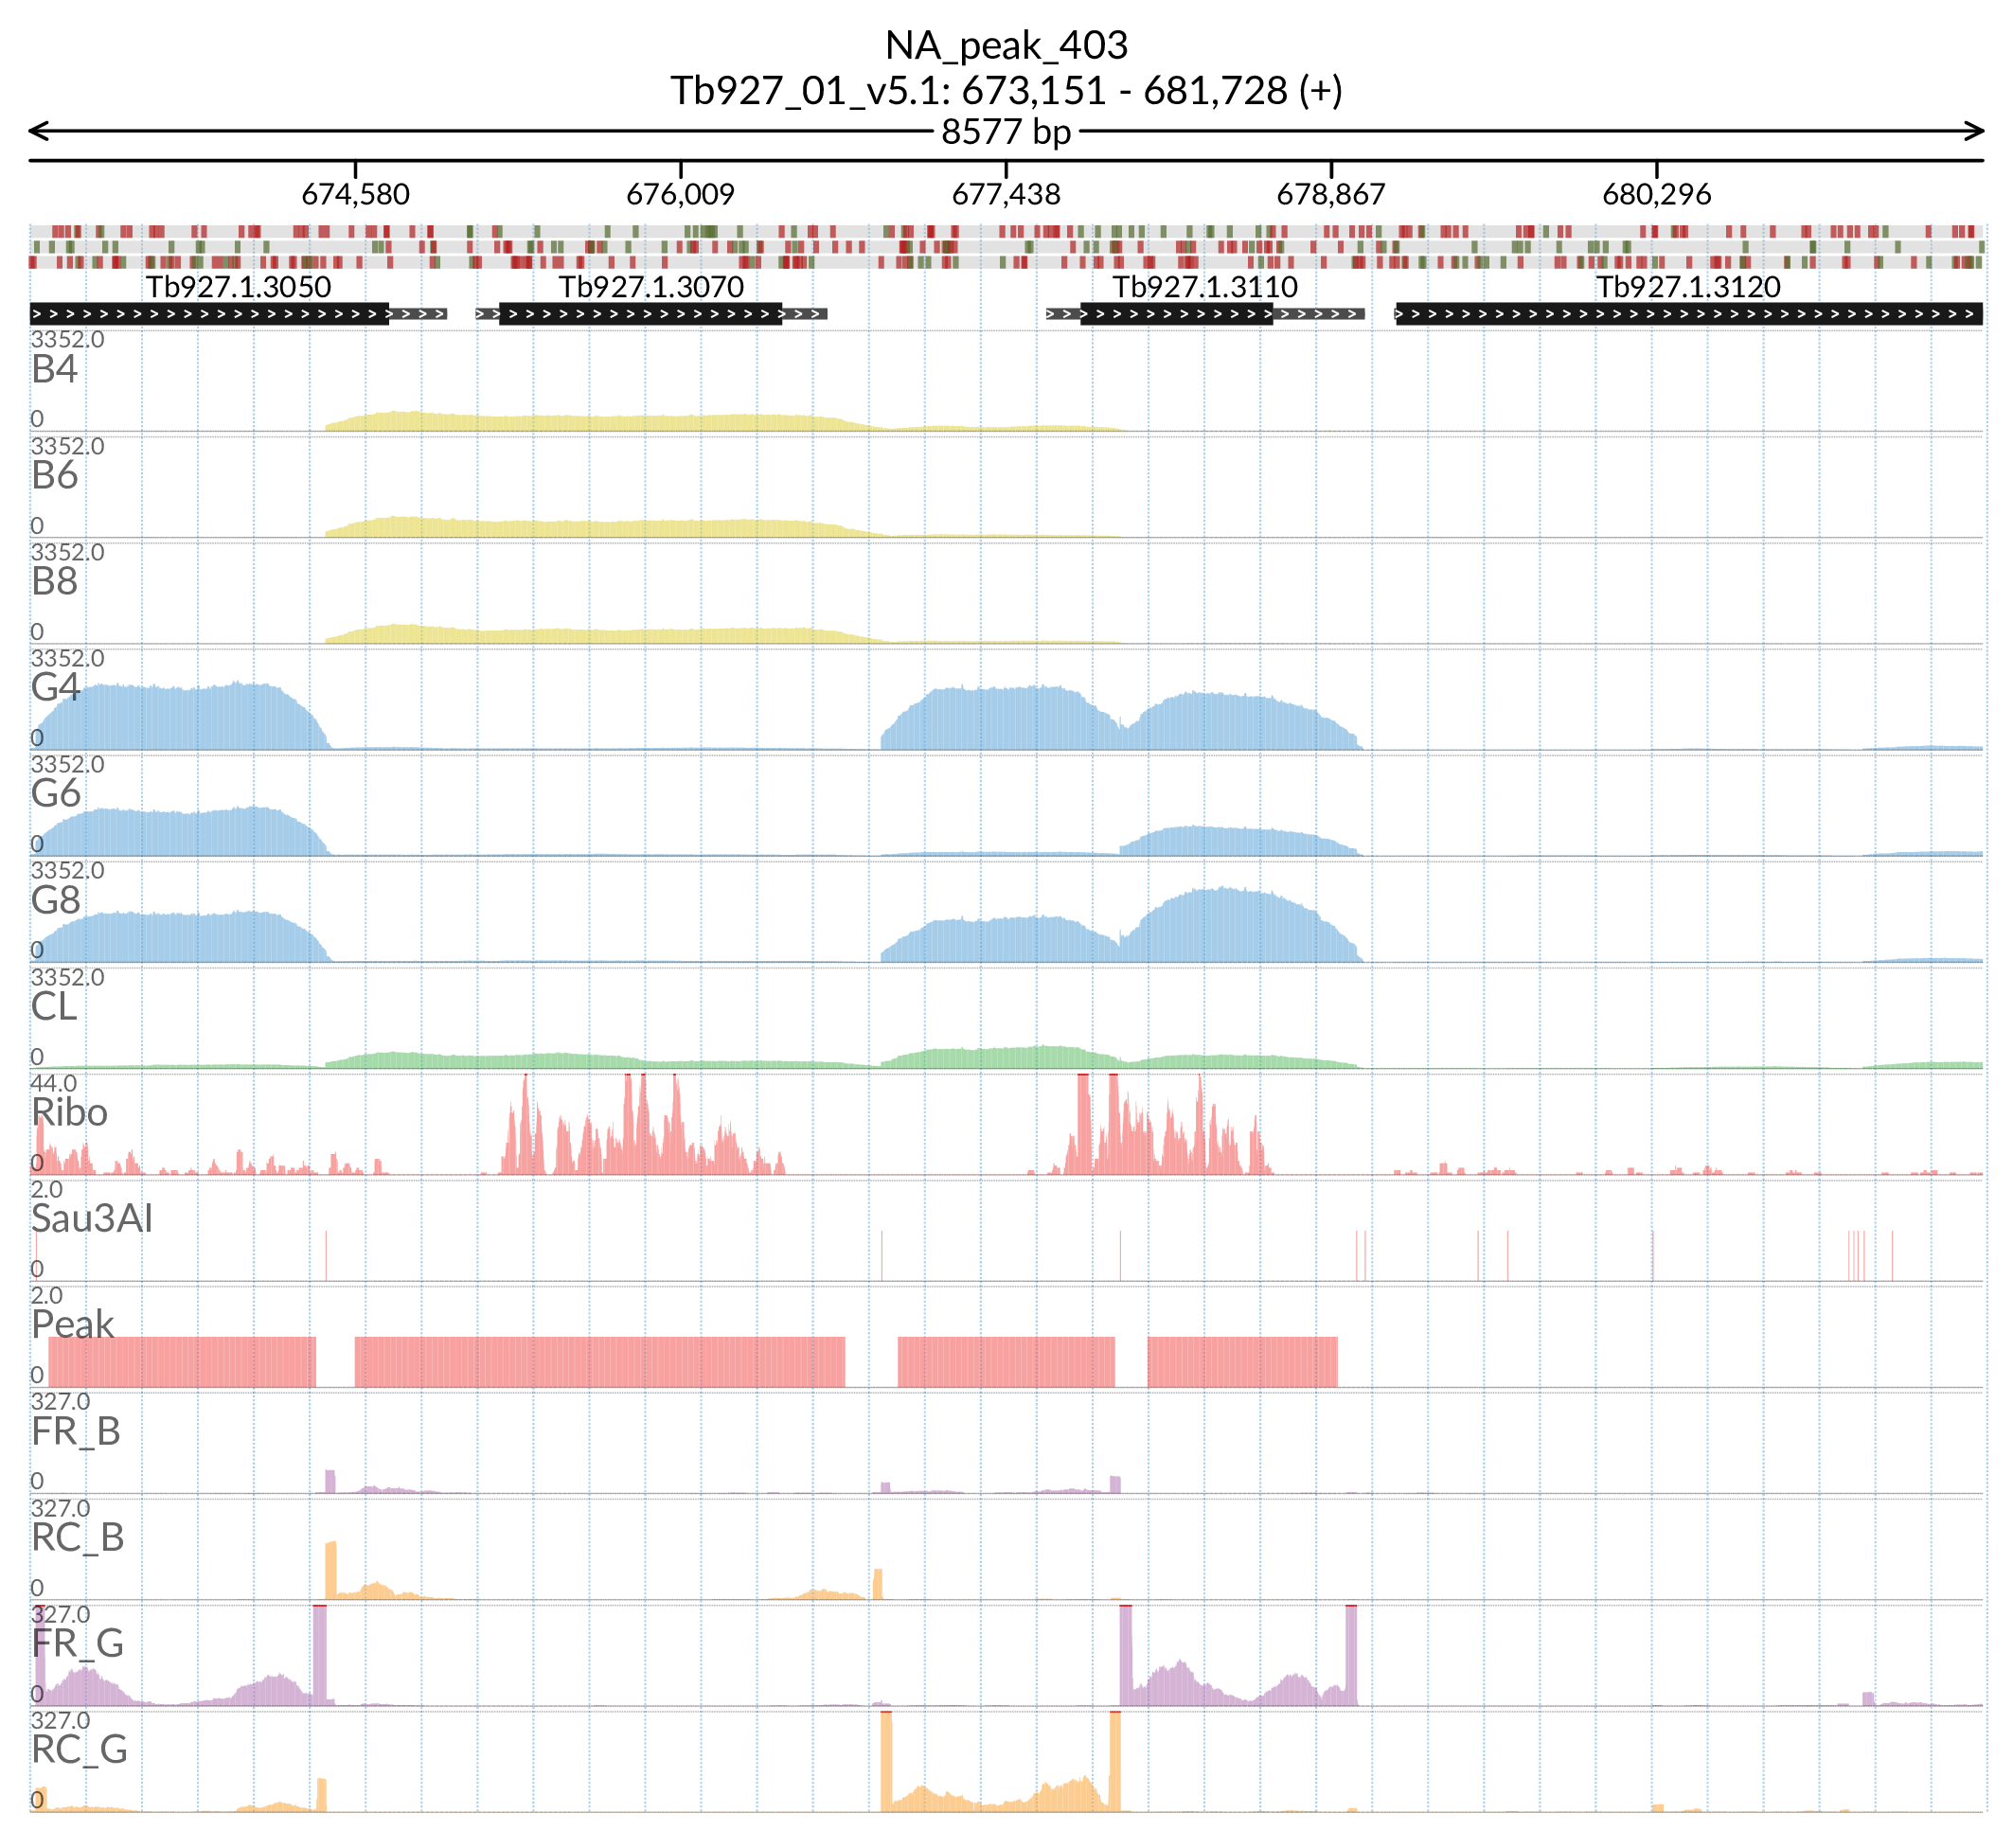 NA_peak_403
Tb927_01_v5.1: 673,151 - 681,728 (+)
8577 bp
674,580 676,009 677,438 678,867 680,296
Tb927.1.3050 Tb927.1.3070 Tb927.1.3110 Tb927.1.3120
3352.0
B4
0
3352.0
B6
0
3352.0
B8
0
3352.0
G4
0
3352.0
G6
0
3352.0
G8
0
3352.0
CL
0
44.0
Ribo
0
2.0
Sau3AI
0
2.0
Peak
0
327.0
FR_B
0
327.0
RC_B
0
327.0
FR_G
0
327.0
RC_G
0